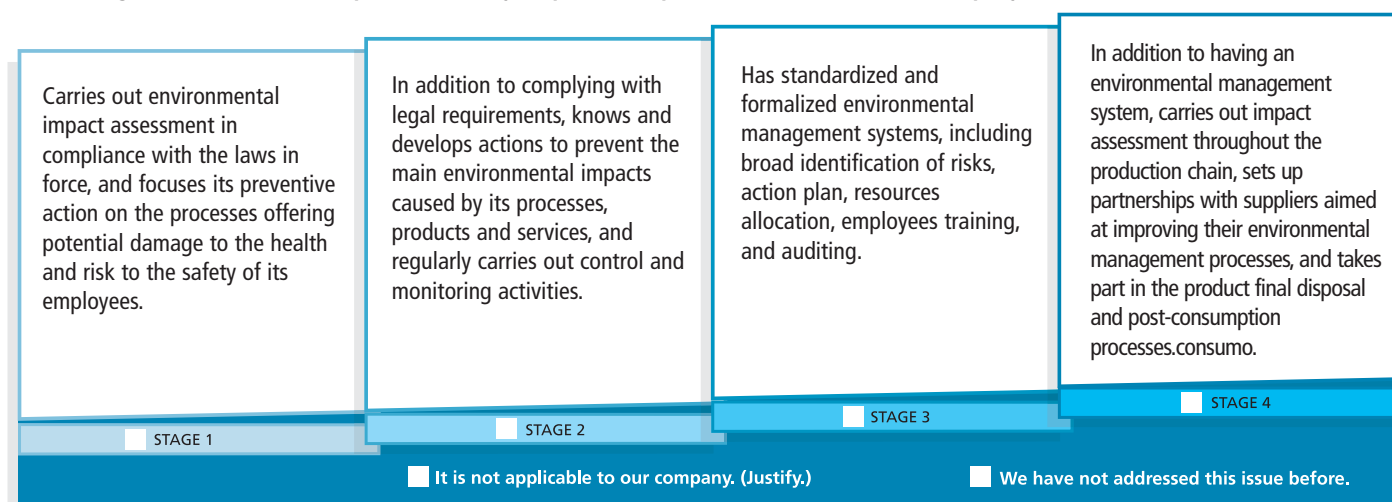 Carries out environmental
impact assessment in
compliance with the laws in
force, and focuses its preventive
action on the processes offering
potential damage to the health
and risk to the safety of its
employees.
STAGE 1
In addition to complying with
legal requirements, knows and
develops actions to prevent the
main environmental impacts
caused by its processes,
products and services, and
regularly carries out control and
monitoring activities.
STAGE 2
Has standardized and
formalized environmental
management systems, including
broad identification of risks,
action plan, resources
allocation, employees training,
and auditing.
STAGE 3
In addition to having an
environmental management
system, carries out impact
assessment throughout the
production chain, sets up
partnerships with suppliers aimed
at improving their environmental
management processes, and takes
part in the product final disposal
and post-consumption
processes.consumo.
STAGE 4
It is not applicable to our company. (Justify.)
We have not addressed this issue before.